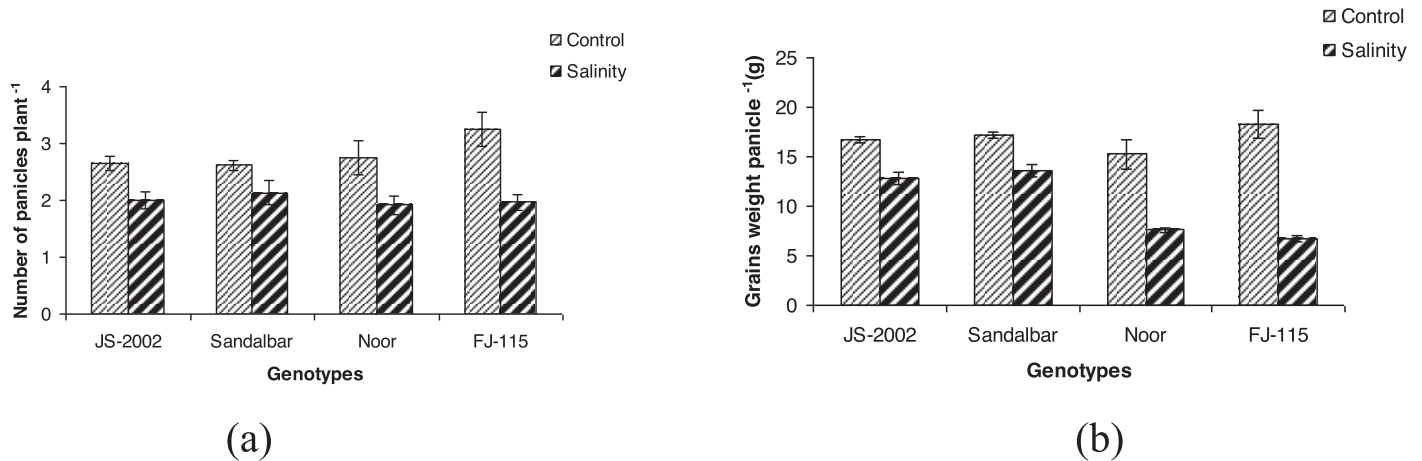 Control
Salinity
Number of panicles plant -1
4
3
2
1
0
JS-2002 Sandalbar Noor FJ-115
Genotypes
(a)
Control
Salinity
Grains weight panicle -1(g)
25
20
15
10
5
0
JS-2002 Sandalbar Noor FJ-115
Genotypes
(b)